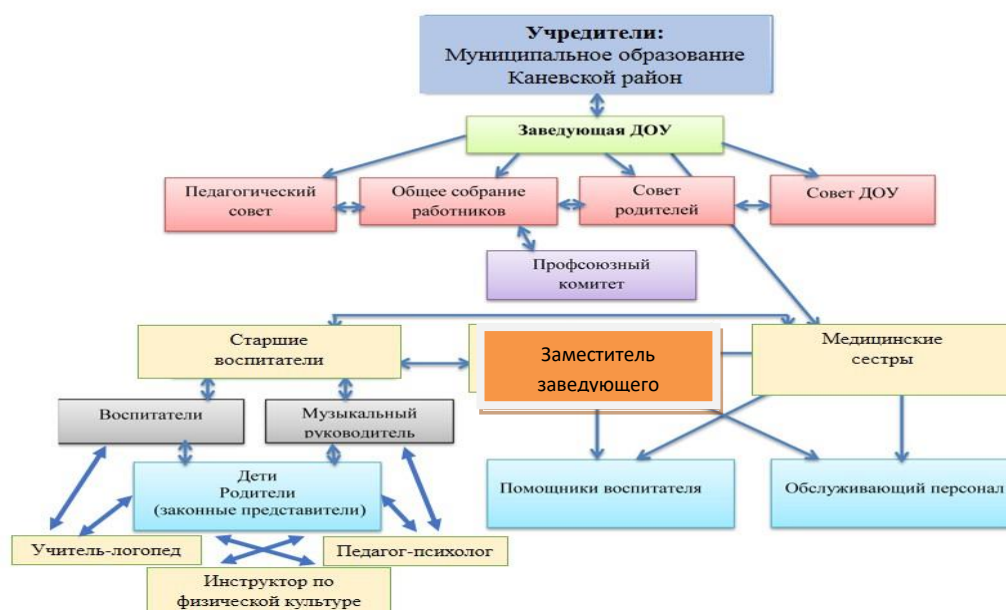 Учредители:
Муниципальное образование
Каневской район
Заведующая ДОУ
Педагогический
совет
Общее собрание
работников
Совет
родителей
Совет ДОУ
Профсоюзный
комитет
Старшие
воспитатели
Заместитель
заведующего
Медицинские
сестры
Воспитатели
Музыкальный
руководитель
Дети
Родители
(законные представители)
Помощники воспитателя
Обслуживающий персонал
Учитель-логопед
Педагог-психолог
Инструктор по
физической культуре